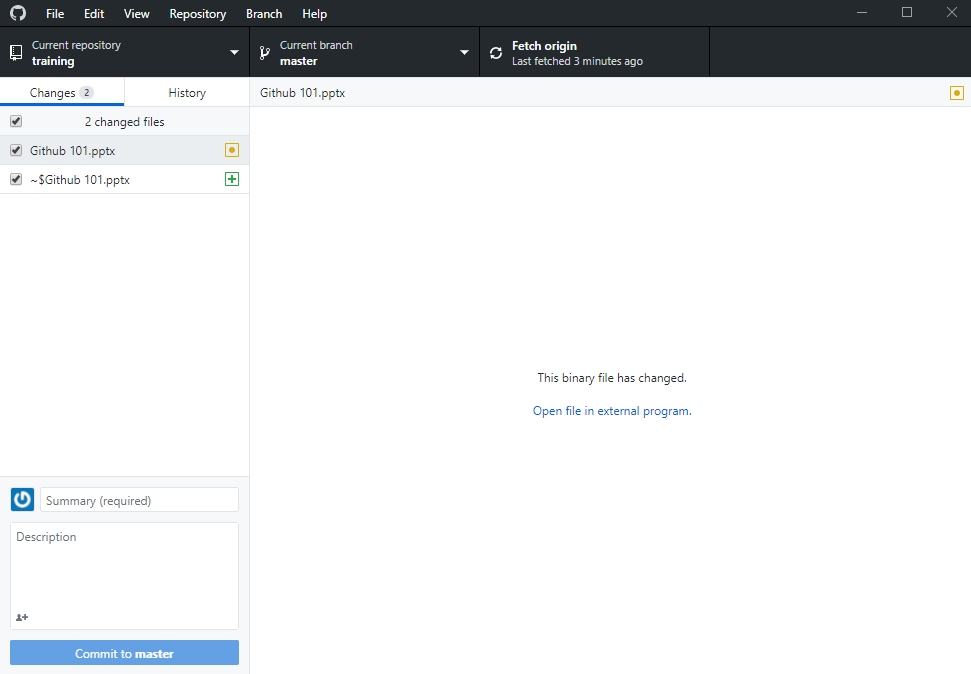 File Edit View Repository Branch Help
Current repository
training
Current branch
master
Fetch origin
Last fetched 3 minutes ago
Changes 2
History
Github 101.pptx
2 changed files
Github 101.pptx
~$Github 101.pptx
This binary file has changed.
Open file in external program.
Summary (required)
Description
Commit to master